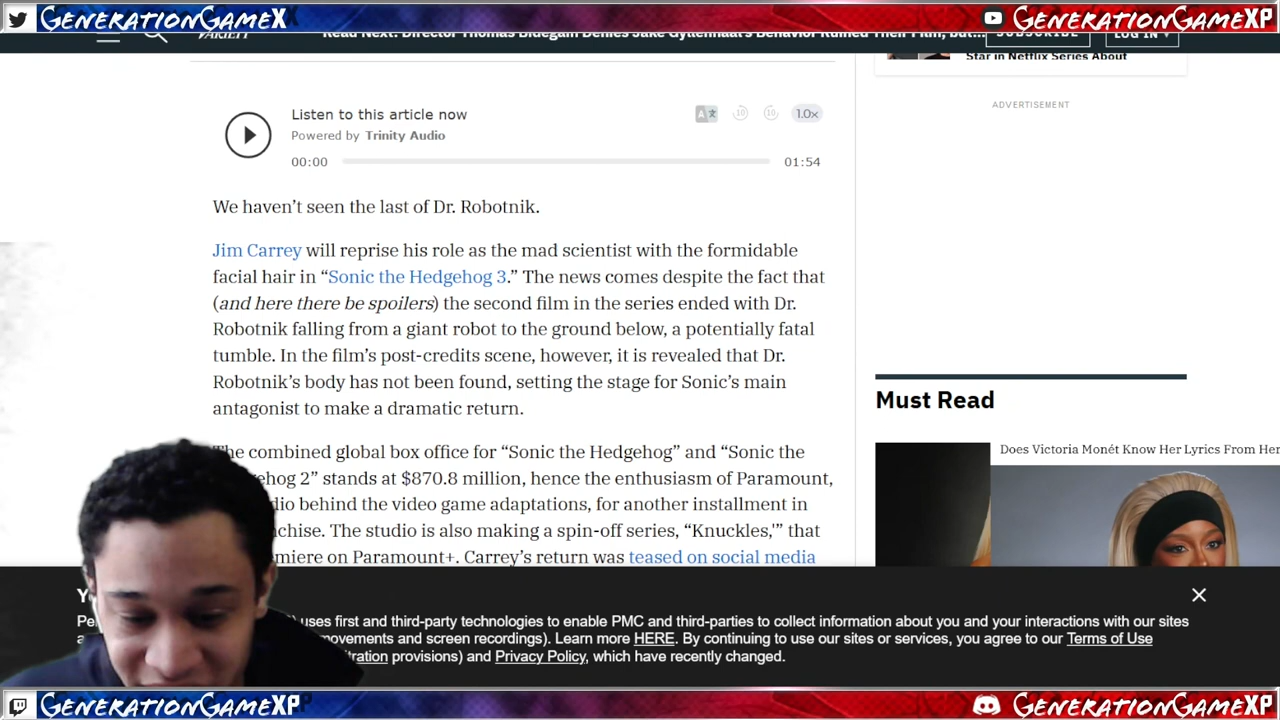 GenerationGameX
GenerationGameXP
VARIETY
Read Next: Director Thomas Bidegain Denies Jake Gyllenhaal's Behavior Ruined Their Film, but...
SUBSCRIBE
LOG IN
Star in Netflix Series About
ADVERTISEMENT
Listen to this article now
Powered by Trinity Audio
10
10
1.0x
00:00
01:54
We haven’t seen the last of Dr. Robotnik.
Jim Carrey will reprise his role as the mad scientist with the formidable
facial hair in “Sonic the Hedgehog 3.” The news comes despite the fact that
(and here there be spoilers) the second film in the series ended with Dr.
Robotnik falling from a giant robot to the ground below, a potentially fatal
tumble. In the film’s post-credits scene, however, it is revealed that Dr.
Robotnik’s body has not been found, setting the stage for Sonic’s main
antagonist to make a dramatic return.
The combined global box office for “Sonic the Hedgehog” and “Sonic the
ehog 2” stands at $870.8 million, hence the enthusiasm of Paramount,
dio behind the video game adaptations, for another installment in
chise. The studio is also making a spin-off series, “Knuckles,'” that
emiere on Paramount+. Carrey’s return was teased on social media
Must Read
Does Victoria Monét Know Her Lyrics From Her
uses first and third-party technologies to enable PMC and third-parties to collect information about you and your interactions with our sites
ovements and screen recordings). Learn more HERE. By continuing to use our sites or services, you agree to our Terms of Use
tration provisions) and Privacy Policy, which have recently changed.
GenerationGameXP
GenerationGameXP